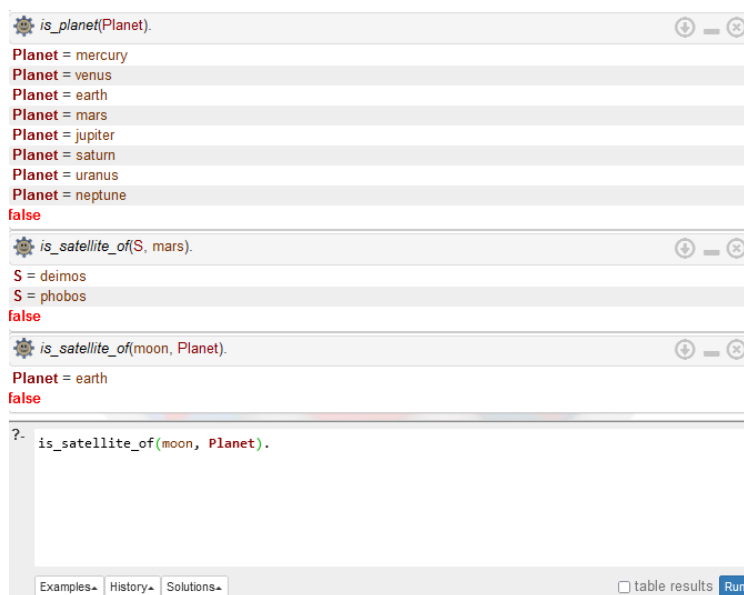 is_planet(Planet).
Planet = mercury
Planet = venus
Planet = earth
Planet = mars
Planet = jupiter
Planet = saturn
Planet = uranus
Planet = neptune
false
is_satellite_of(S, mars).
S = deimos
S = phobos
false
is_satellite_of(moon, Planet).
Planet = earth
false
?- is_satellite_of(moon, Planet).
Examples History Solutions table results Run